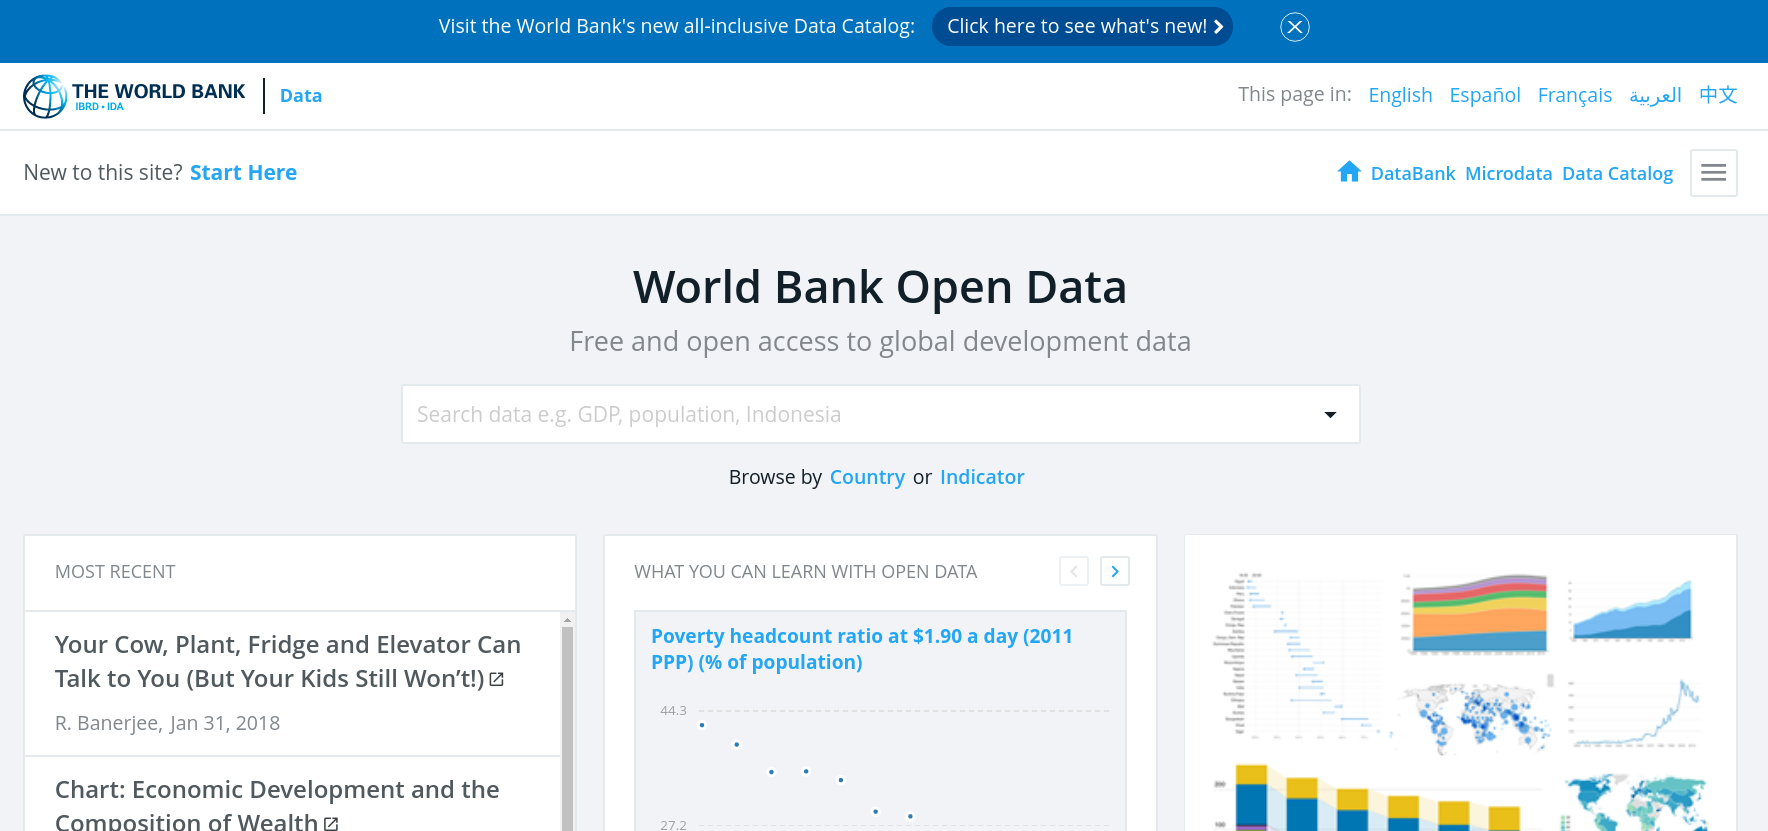 Visit the World Bank's new all-inclusive Data Catalog: Click here to see what's new!
THE WORLD BANK
IBRD • IDA
Data
This page in: English Español Français العربية 中文
New to this site? Start Here
DataBank Microdata Data Catalog
World Bank Open Data
Free and open access to global development data
Search data e.g. GDP, population, Indonesia
Browse by Country or Indicator
MOST RECENT
Your Cow, Plant, Fridge and Elevator Can
Talk to You (But Your Kids Still Won’t!)
R. Banerjee, Jan 31, 2018
Chart: Economic Development and the
Composition of Wealth
WHAT YOU CAN LEARN WITH OPEN DATA
Poverty headcount ratio at $1.90 a day (2011
PPP) (% of population)
44.3
27.2
200
100